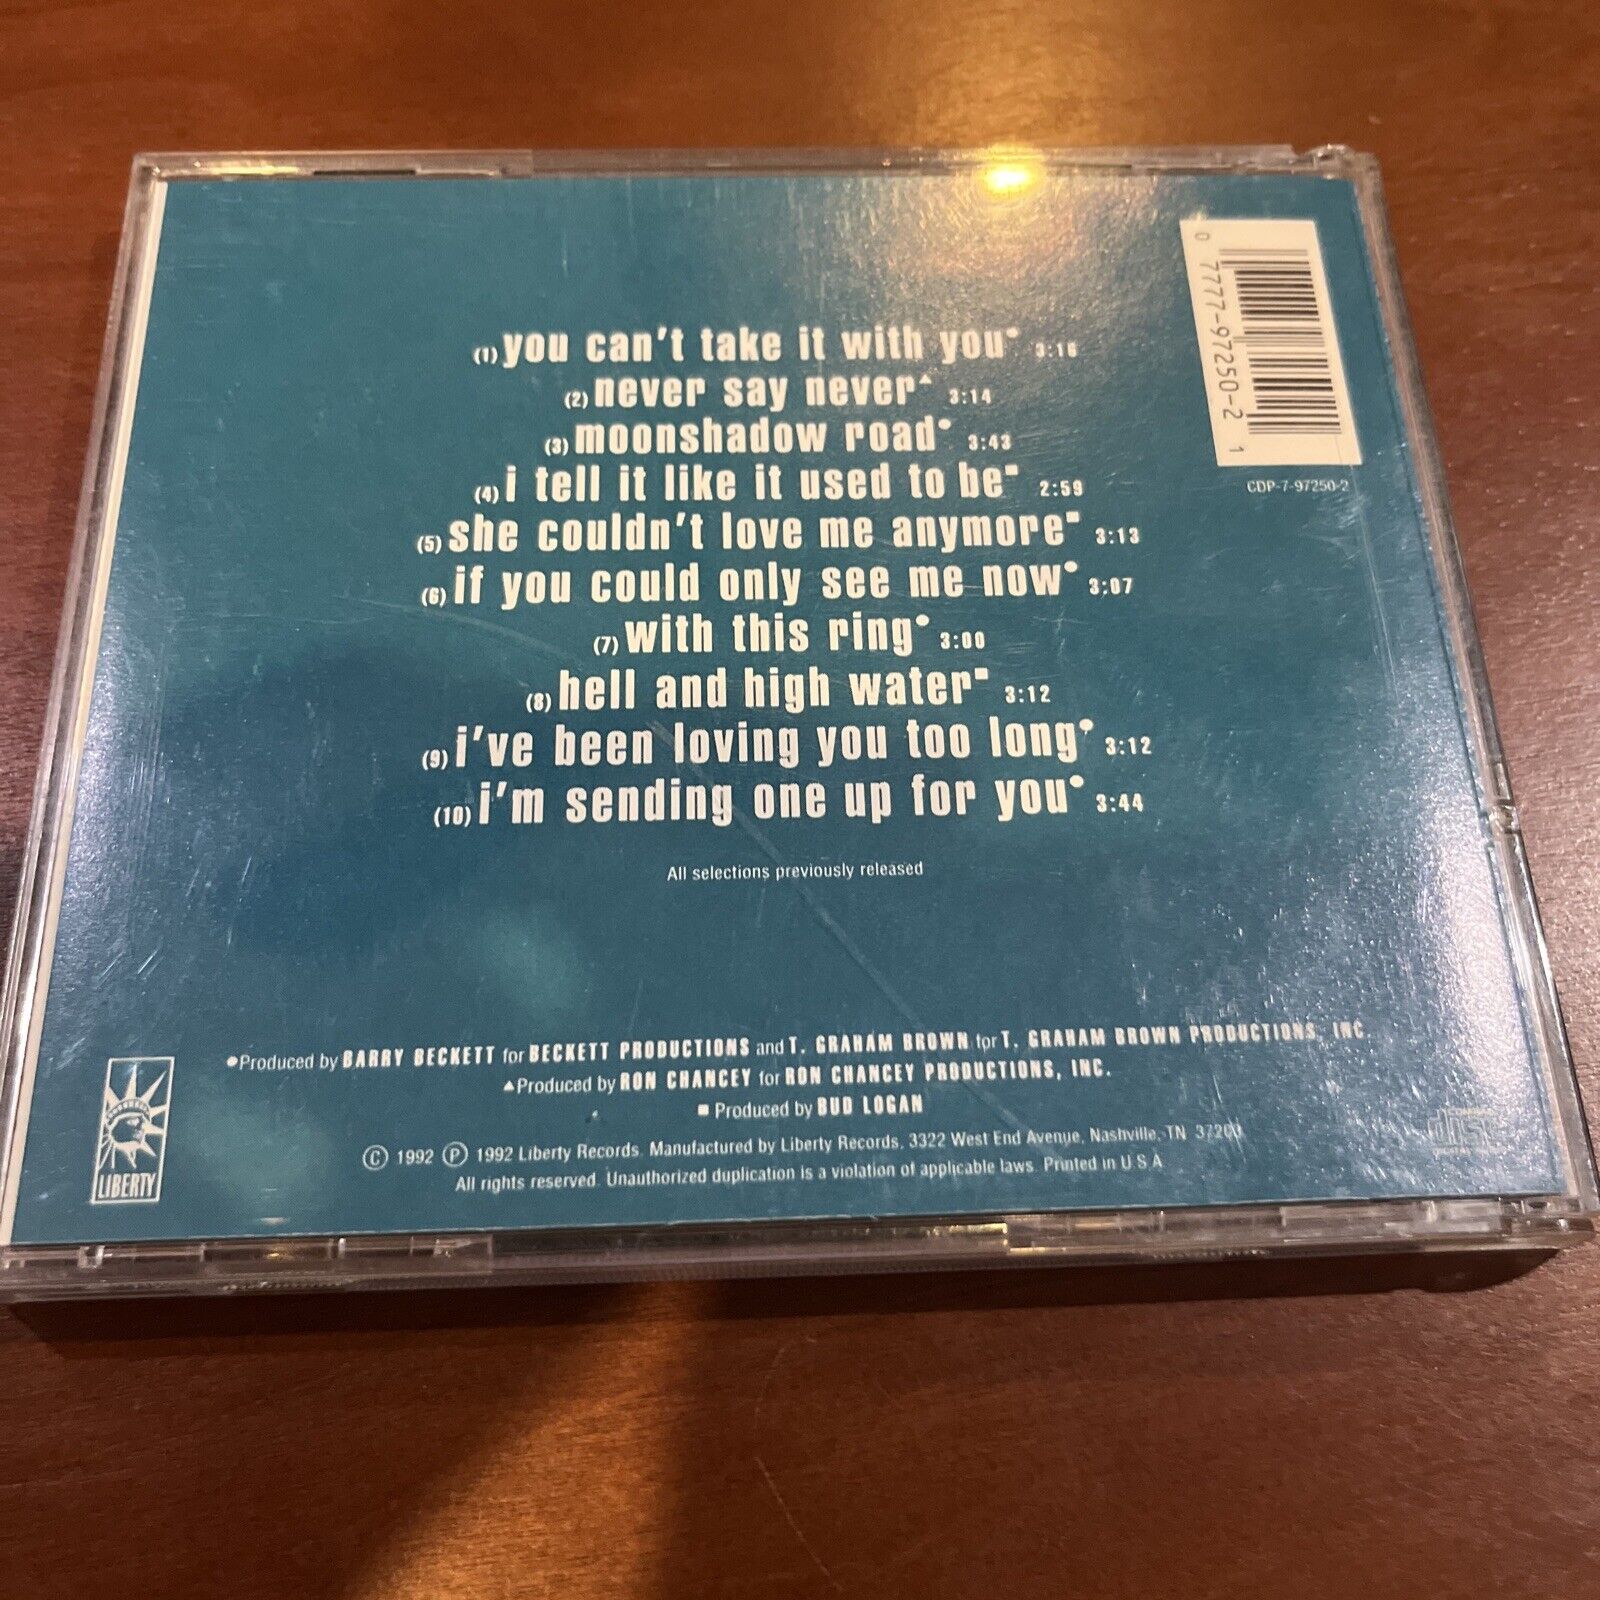 (1) you can't take it with you● 3:16
(2) never say never▲ 3:14
(3) moonshadow road● 3:43
(4) i tell it like it used to be■ 2:59
(5) she couldn't love me anymore■ 3:13
(6) if you could only see me now● 3:07
(7) with this ring● 3:00
(8) hell and high water■ 3:12
(9) i've been loving you too long● 3:12
(10) i'm sending one up for you● 3:44
All selections previously released
0 7777-97250-2 1
CDP-7-97250-2
●Produced by BARRY BECKETT for BECKETT PRODUCTIONS and T. GRAHAM BROWN for T. GRAHAM BROWN PRODUCTIONS, INC.
▲Produced by RON CHANCEY for RON CHANCEY PRODUCTIONS, INC.
■ Produced by BUD LOGAN
Ⓒ 1992 Ⓟ 1992 Liberty Records. Manufactured by Liberty Records, 3322 West End Avenue, Nashville, TN 37203
All rights reserved. Unauthorized duplication is a violation of applicable laws. Printed in U S A
LIBERTY
COMPACT
disc